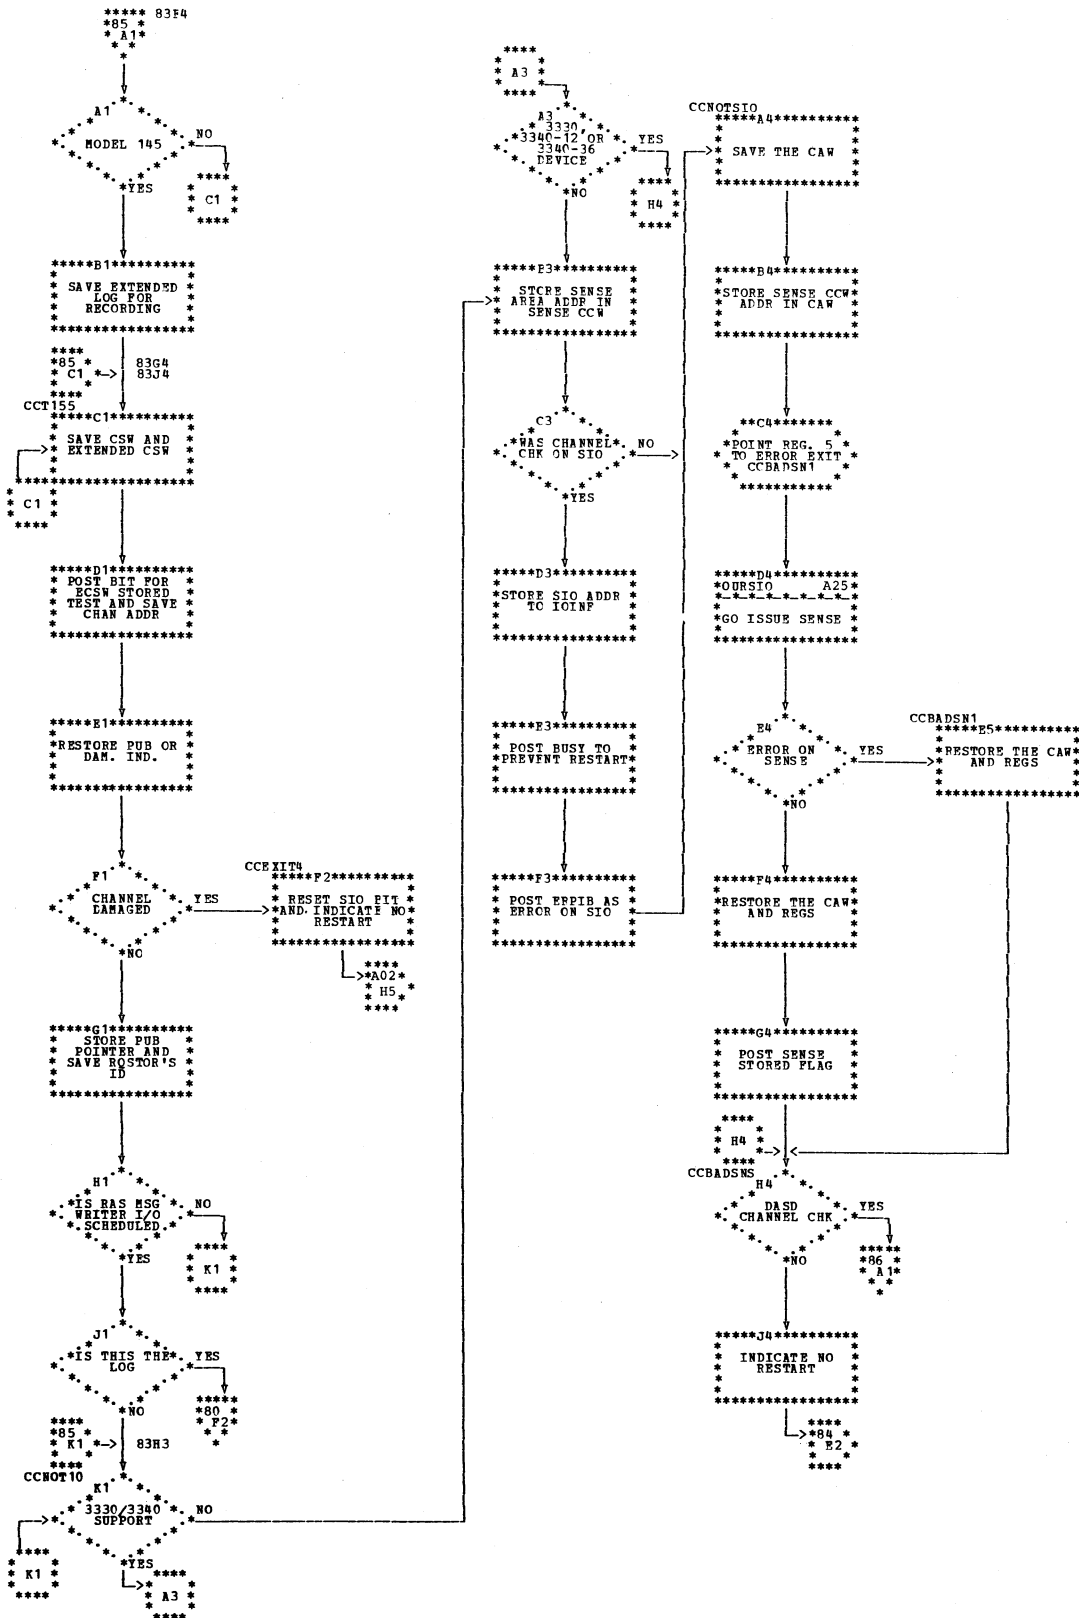 83F4
*85
A1*
A1
MODEL 145
NO
*YES
C1
*****B1**********
SAVE EXTENDED
LOG FOR
RECORDING
*85 *
* C1 *->
83G4
83J4
CCT155
*****C1**********
SAVE CSW AND
EXTENDED CSW
C1
*****D1**********
POST BIT FOR
ECSW STORED
TEST AND SAVE
CHAN ADDR
*****E1**********
*RESTORE PUB OR *
DAM. IND.
F1
CHANNEL
DAMAGED
YES
*NO
CCEXIT4
*****F2**********
RESET SIO BIT
*AND. INDICATE NO*
RESTART
->*A02 *
H5
*****G1**********
STORE PUB
POINTER AND
SAVE RQSTOR'S
ID
H1
*IS RAS MSG
WRITER I/O
SCHEDULED
NO
*YES
K1
J1
*IS THIS THE*
LOG
YES
*NO
*80
F2*
*85 *
* K1 *->
83H3
CCNOT10
K1
3330/3340
SUPPORT
NO
*YES
K1
A3
A3
A3
3330,
*3340-12, OR
3340-36
DEVICE
YES
*NO
H4
*****B3**********
STORE SENSE
AREA ADDR IN
SENSE CCW
C3
*WAS CHANNEL*
CHK ON SIO
NO
*YES
*****D3**********
*STORE SIO ADDR *
TO IOINF
*****E3**********
POST BUSY TO
*PREVENT RESTART*
*****F3**********
POST ERPIB AS
ERROR ON SIO
CCNOTSIO
*****A4**********
SAVE THE CAW
*****B4**********
*STORE SENSE CCW*
ADDR IN CAW
**C4*******
*POINT REG. 5
TO ERROR EXIT *
CCBADSN1
*****D4**********
*OURSIO A25*
*-*-*-*-*-*-*-*-*
*GO ISSUE SENSE *
E4
ERROR ON
SENSE
YES
*NO
CCBADSN1
*****E5**********
*RESTORE THE CAW*
AND REGS
*****F4**********
*RESTORE THE CAW*
AND REGS
*****G4**********
POST SENSE
STORED FLAG
H4
CCBADSNS
H4
DASD
CHANNEL CHK
YES
*NO
*86
* A1*
*****J4**********
INDICATE NO
RESTART
->*84 *
E2